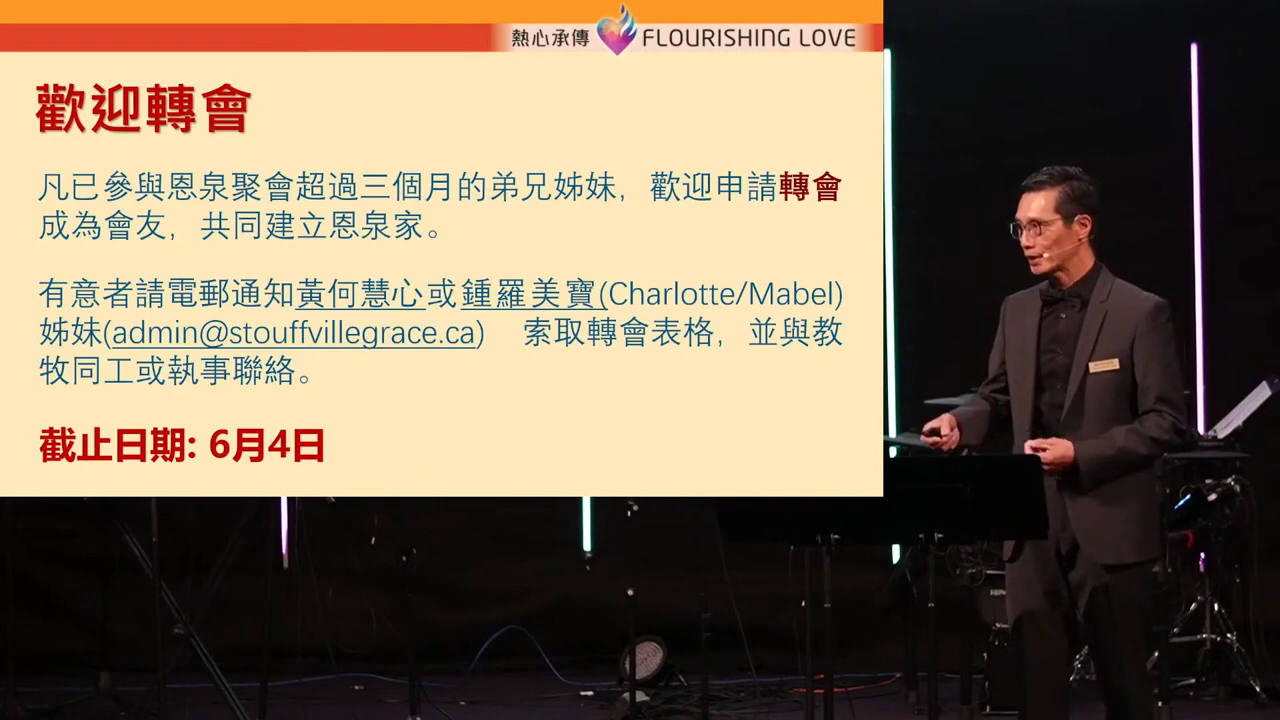 熱心承傳 FLOURISHING LOVE
歡迎轉會
凡已參與恩泉聚會超過三個月的弟兄姊妹，歡迎申請轉會
成為會友，共同建立恩泉家。
有意者請電郵通知黃何慧心或鍾羅美寶(Charlotte/Mabel)
姊妹(admin@stouffvillegrace.ca) 索取轉會表格，並與教
牧同工或執事聯絡。
截止日期: 6月4日